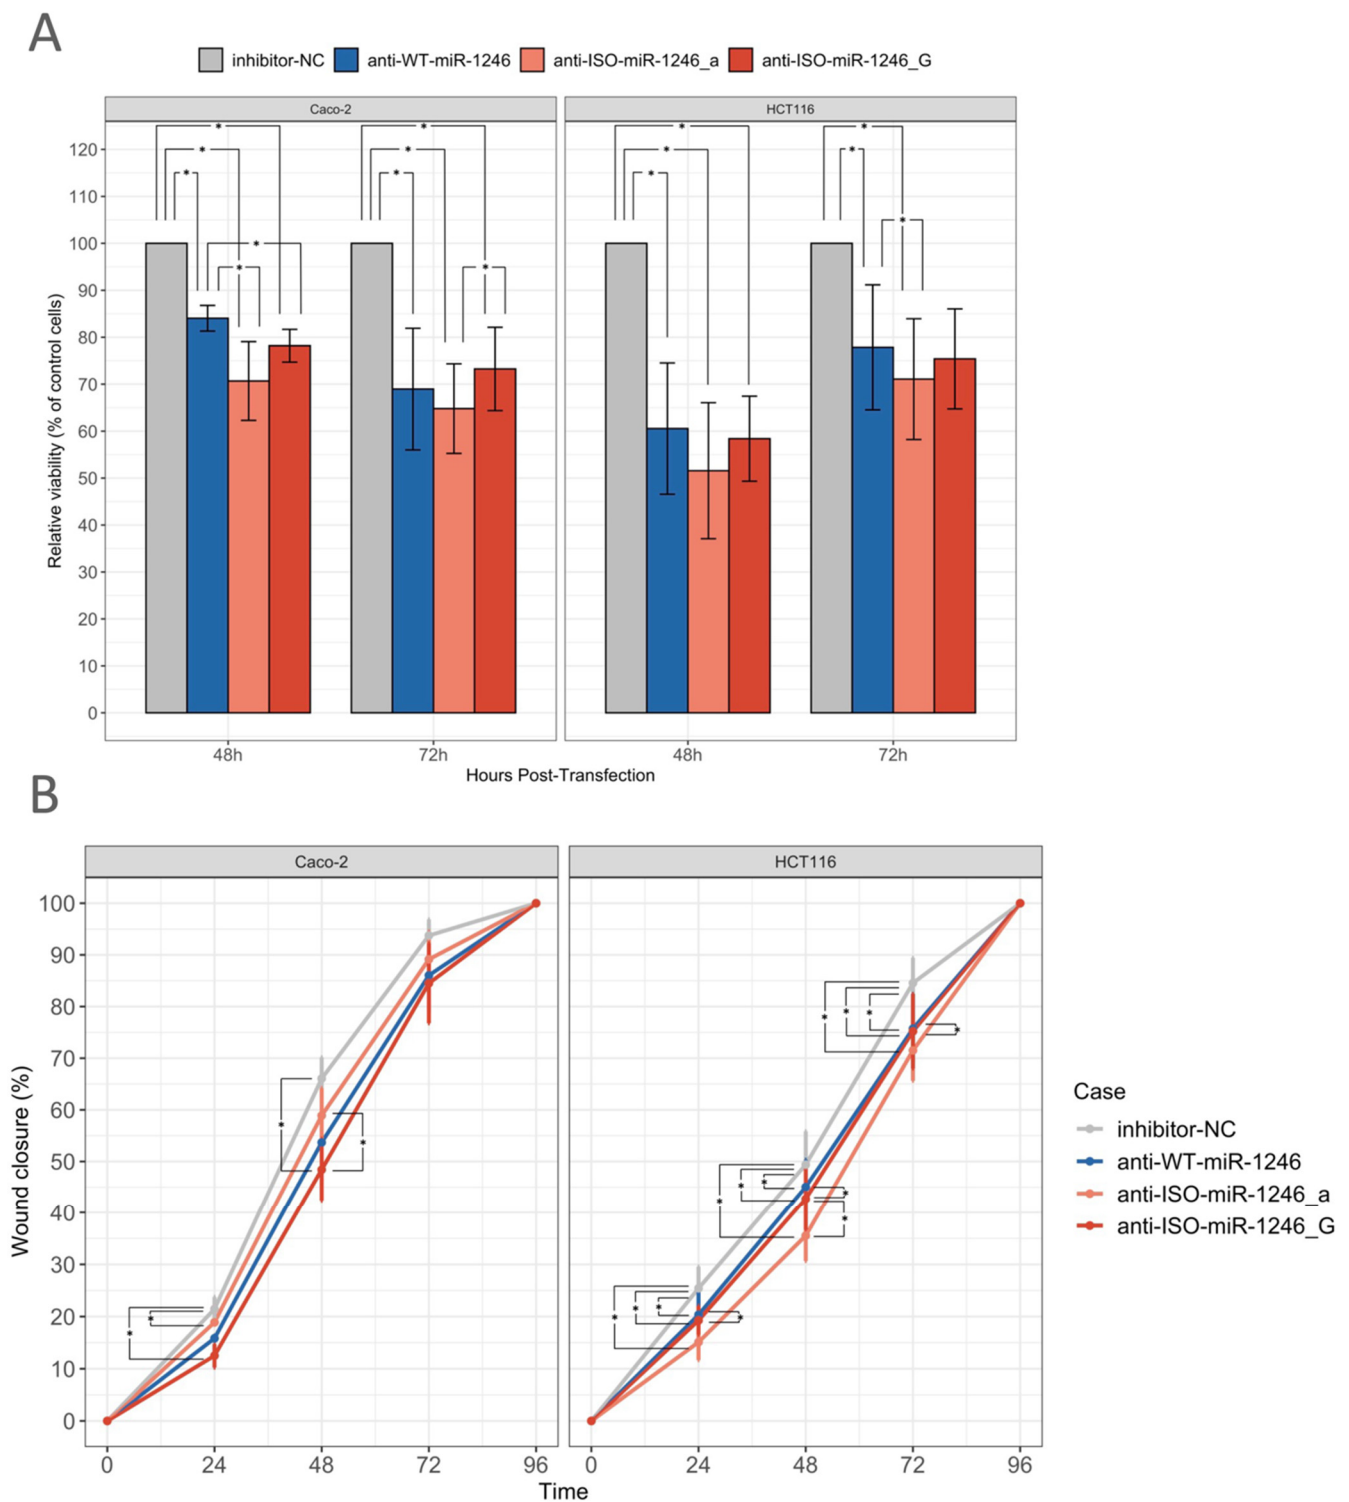 A
inhibitor-NC anti-WT-miR-1246 anti-ISO-miR-1246_a anti-ISO-miR-1246_G
Caco-2 HCT116
* * * * * * * * * * * * * *
Relative viability (% of control cells)
120
110
100
90
80
70
60
50
40
30
20
10
0
48h 72h 48h 72h
Hours Post-Transfection
B
Caco-2 HCT116
Wound closure (%)
100
90
80
70
60
50
40
30
20
10
0
* * * * * * * * * * * * * * * * *
0 24 48 72 96 0 24 48 72 96
Time
Case
inhibitor-NC
anti-WT-miR-1246
anti-ISO-miR-1246_a
anti-ISO-miR-1246_G